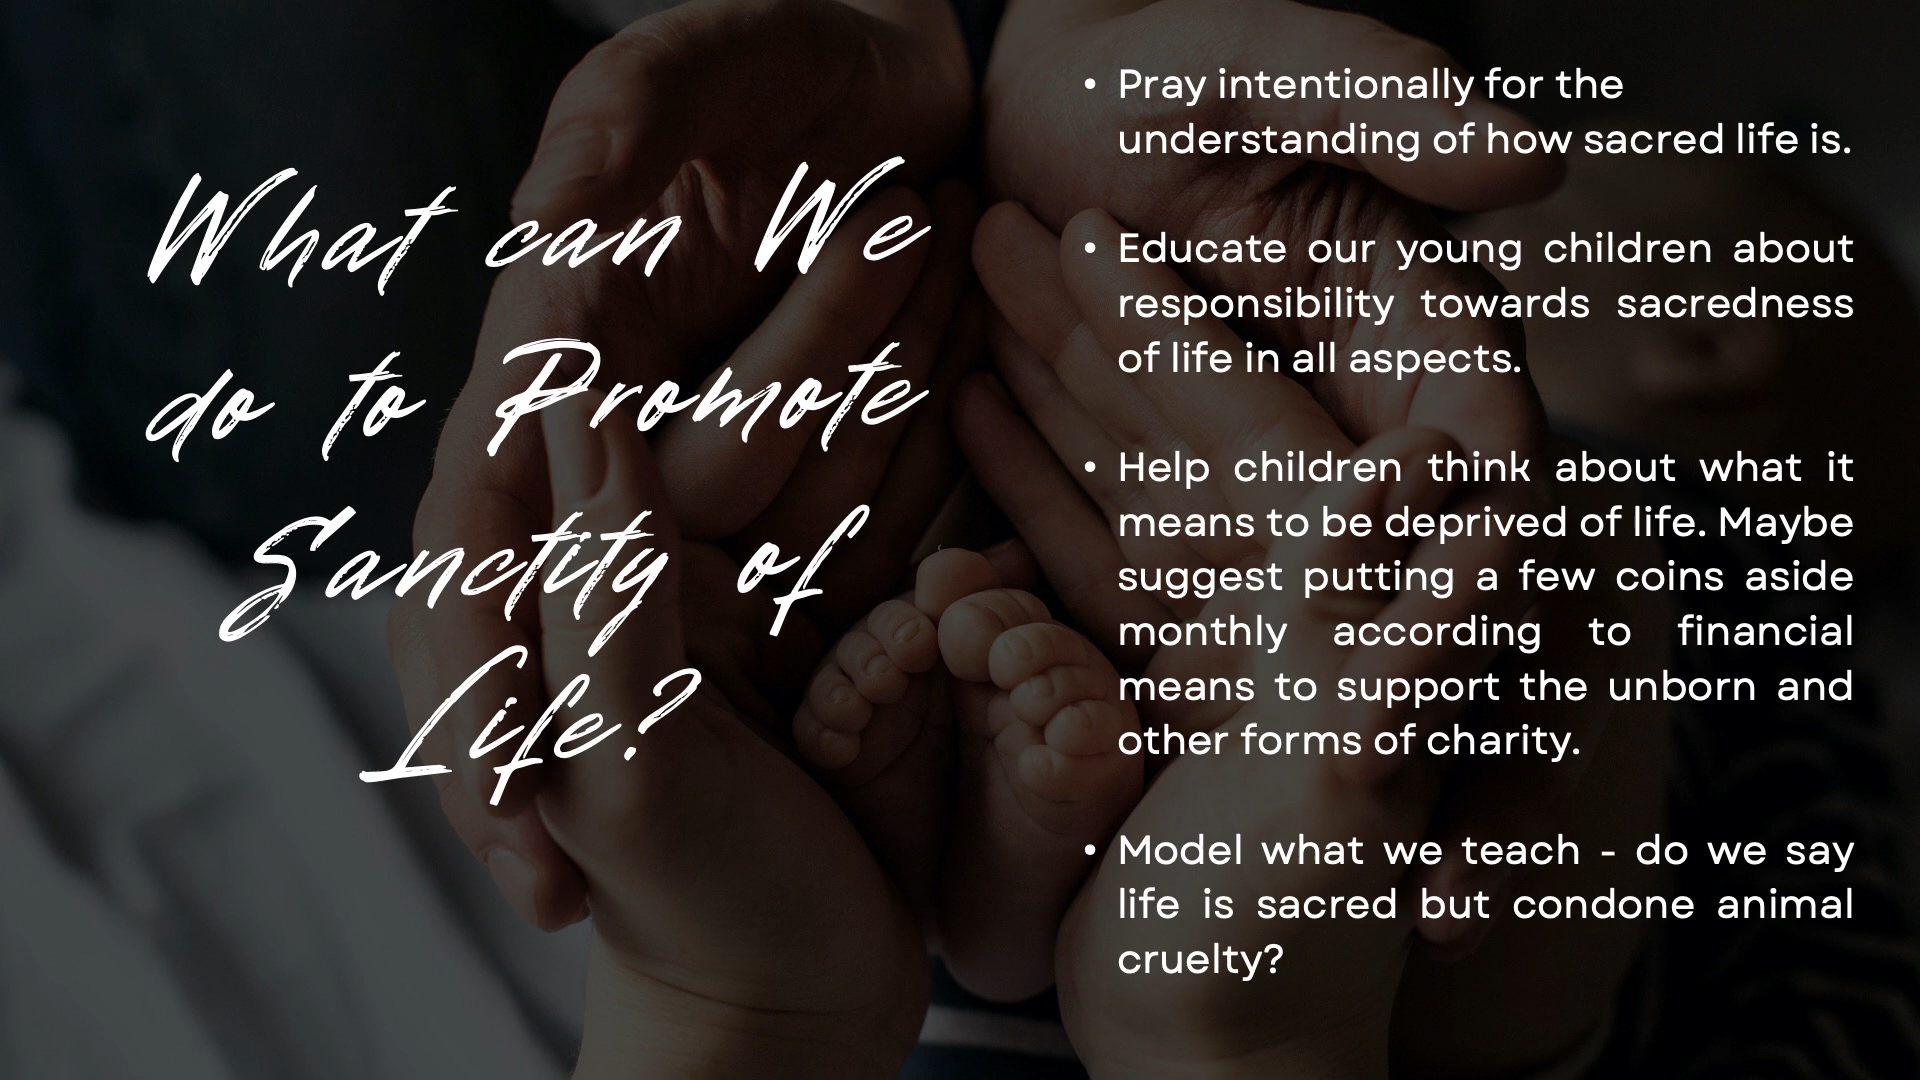 What can We
do to Promote
Sanctity of
Life?
• Pray intentionally for the
understanding of how sacred life is.
• Educate our young children about
responsibility towards sacredness
of life in all aspects.
• Help children think about what it
means to be deprived of life. Maybe
suggest putting a few coins aside
monthly according to financial
means to support the unborn and
other forms of charity.
• Model what we teach - do we say
life is sacred but condone animal
cruelty?